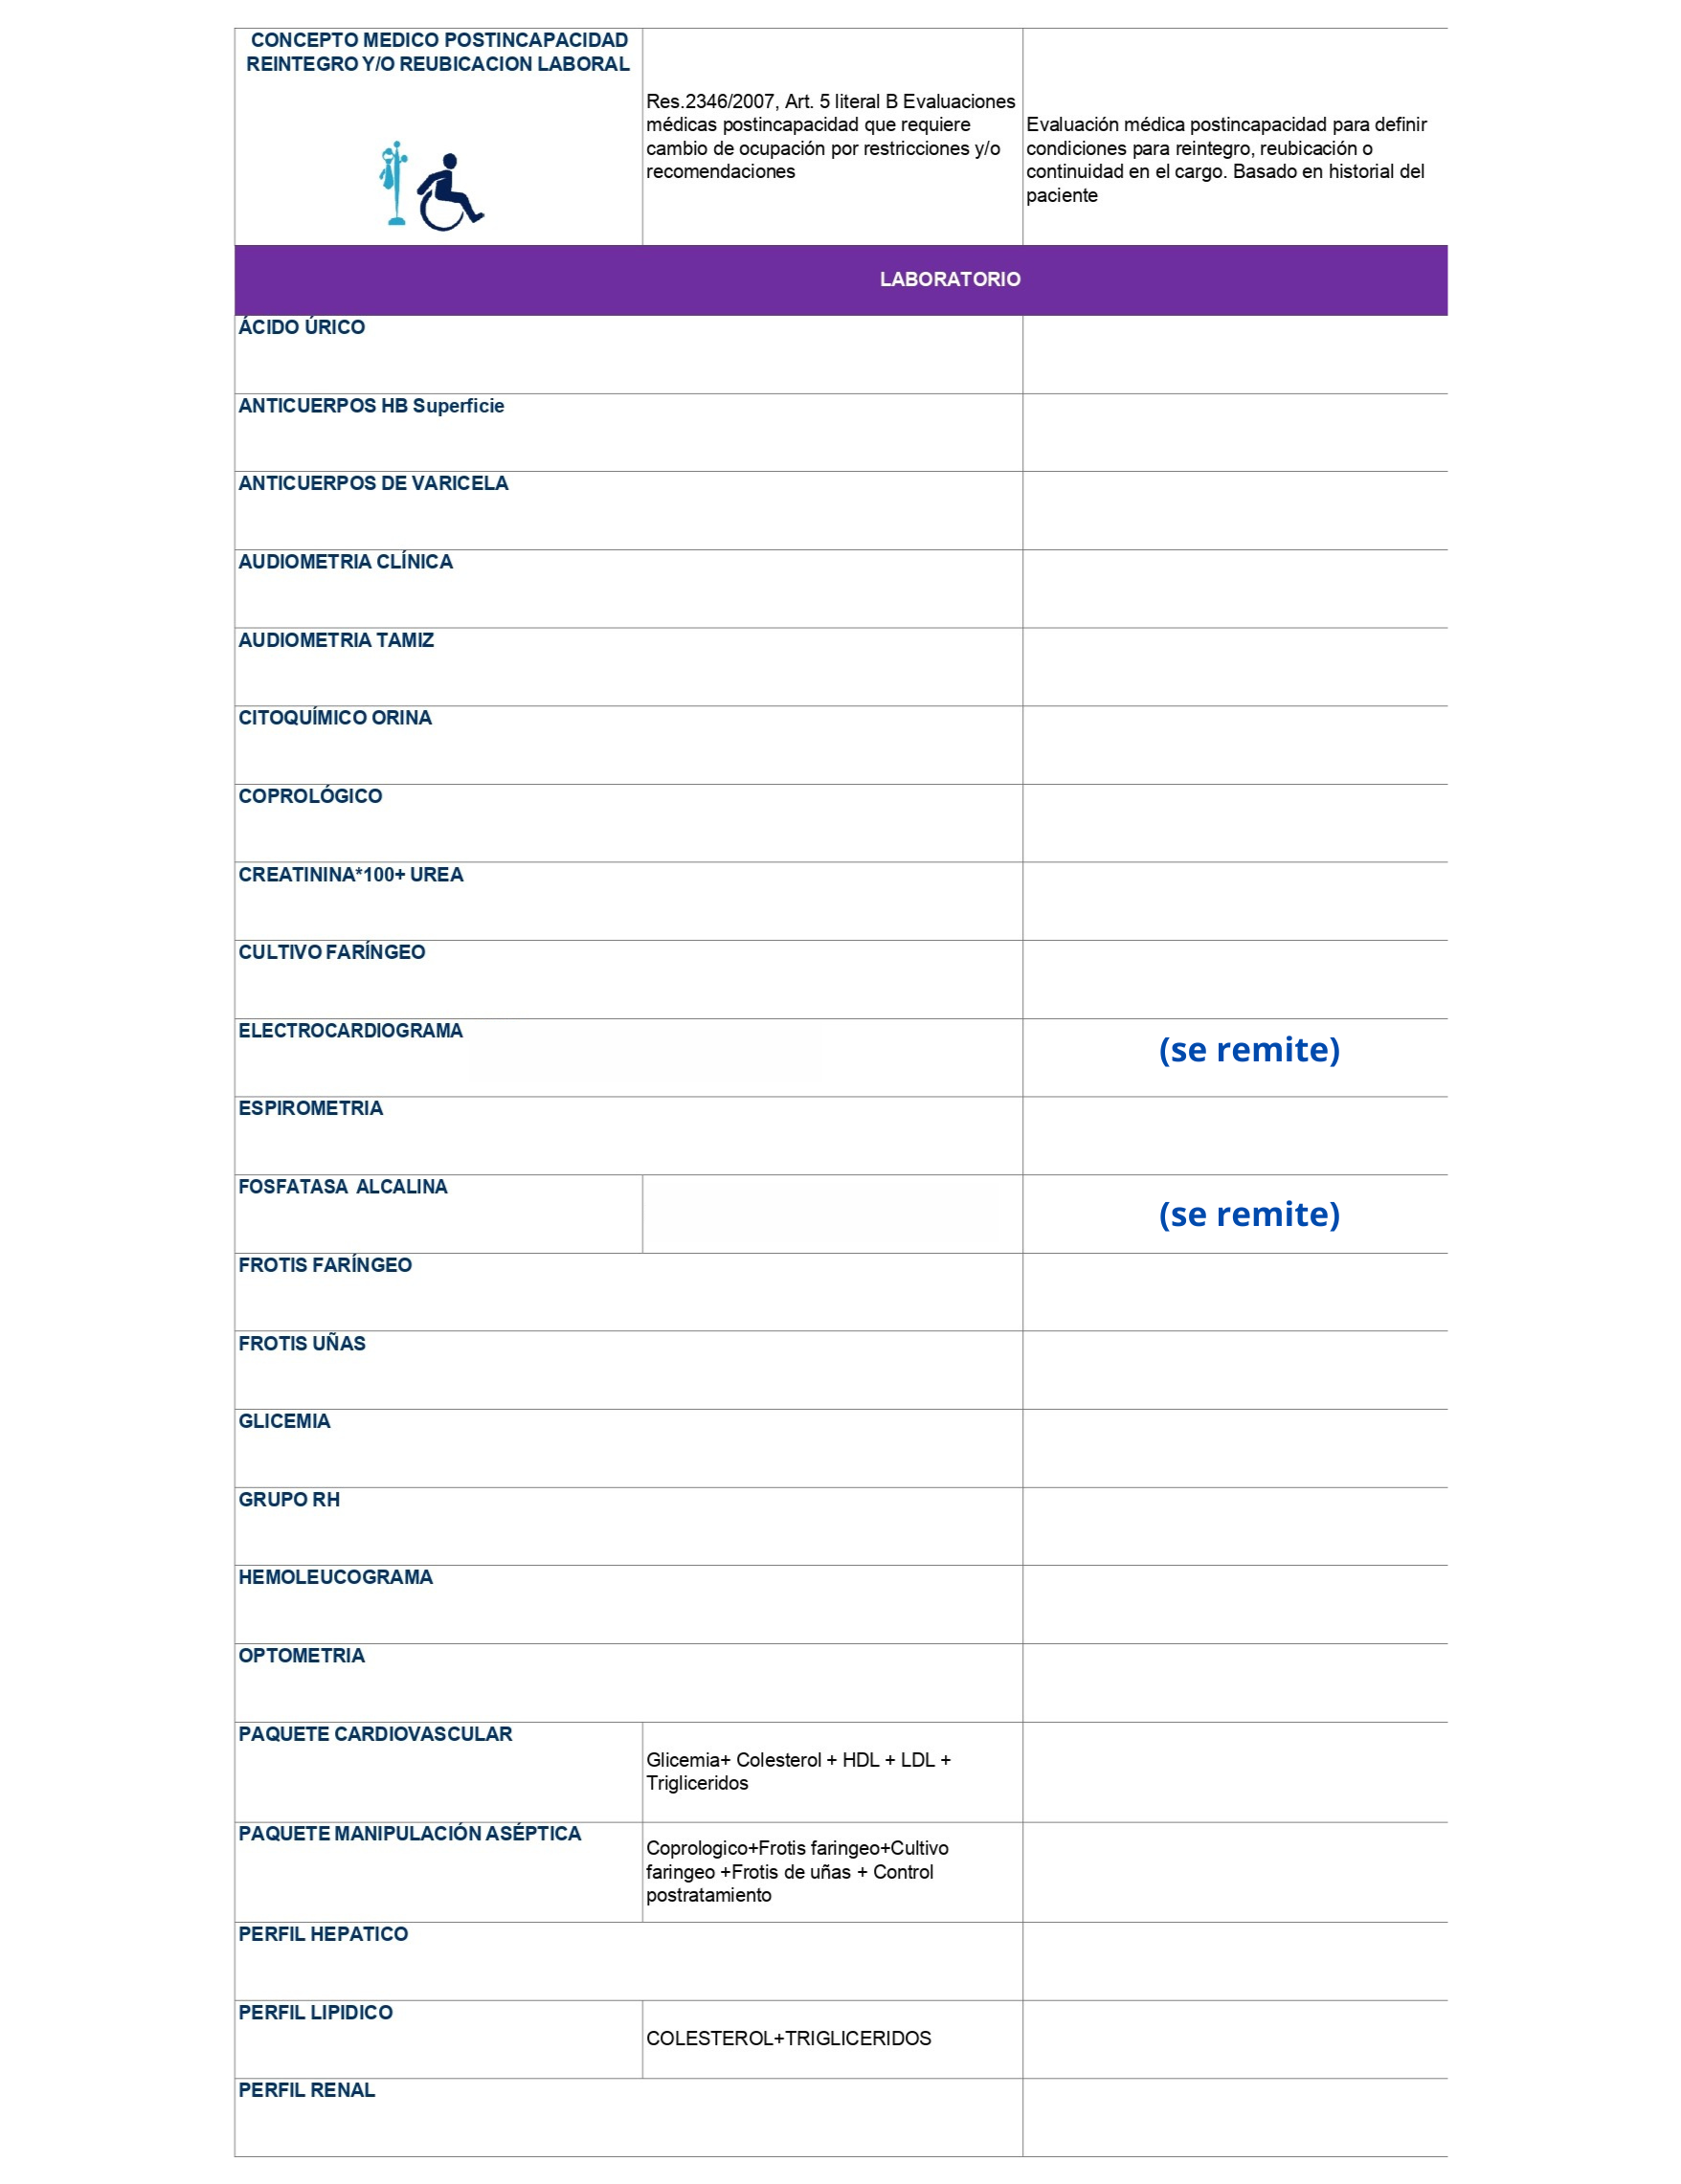 CONCEPTO MEDICO POSTINCAPACIDAD
REINTEGRO Y/O REUBICACION LABORAL
Res.2346/2007, Art. 5 literal B Evaluaciones
médicas postincapacidad que requiere
cambio de ocupación por restricciones y/o
recomendaciones
Evaluación médica postincapacidad para definir
condiciones para reintegro, reubicación o
continuidad en el cargo. Basado en historial del
paciente
LABORATORIO
ÁCIDO ÚRICO
ANTICUERPOS HB Superficie
ANTICUERPOS DE VARICELA
AUDIOMETRIA CLÍNICA
AUDIOMETRIA TAMIZ
CITOQUÍMICO ORINA
COPROLÓGICO
CREATININA*100+ UREA
CULTIVO FARÍNGEO
ELECTROCARDIOGRAMA
(se remite)
ESPIROMETRIA
FOSFATASA ALCALINA
(se remite)
FROTIS FARÍNGEO
FROTIS UÑAS
GLICEMIA
GRUPO RH
HEMOLEUCOGRAMA
OPTOMETRIA
PAQUETE CARDIOVASCULAR
Glicemia+ Colesterol + HDL + LDL +
Trigliceridos
PAQUETE MANIPULACIÓN ASÉPTICA
Coprologico+Frotis faringeo+Cultivo
faringeo +Frotis de uñas + Control
postratamiento
PERFIL HEPATICO
PERFIL LIPIDICO
COLESTEROL+TRIGLICERIDOS
PERFIL RENAL